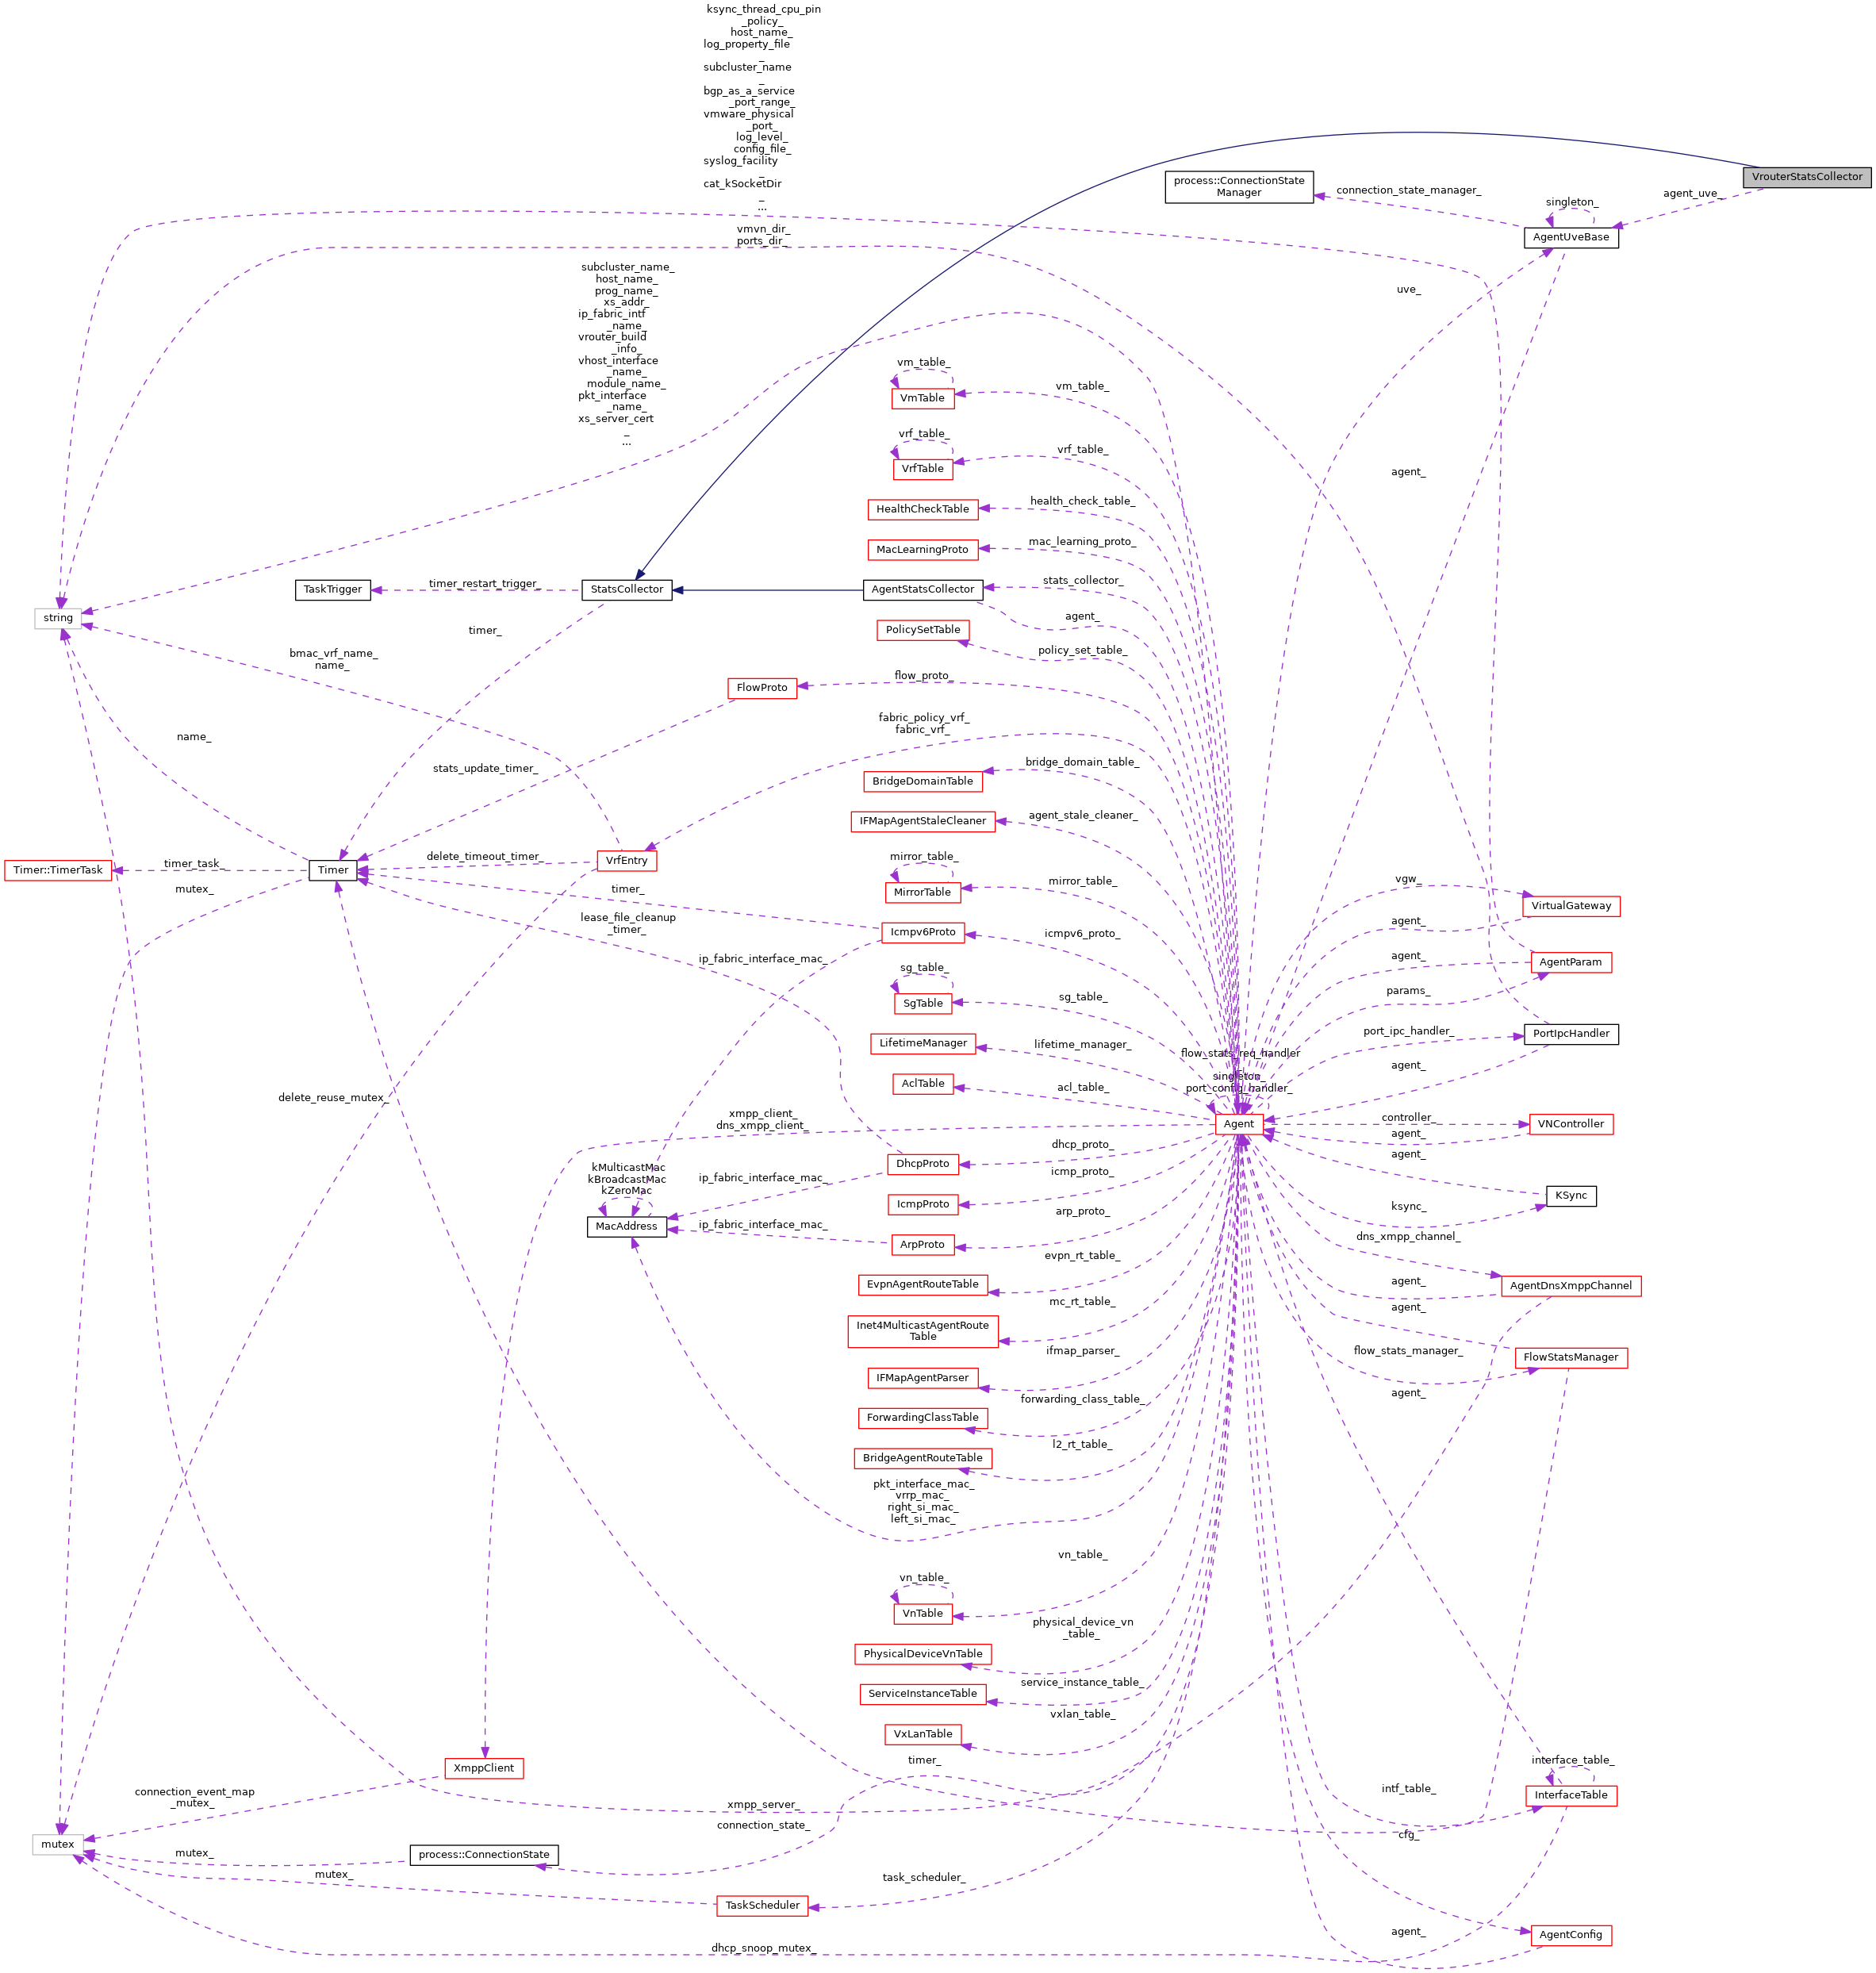 ksync_thread_cpu_pin
_policy_
host_name_
log_property_file
_
subcluster_name
_
bgp_as_a_service
_port_range_
vmware_physical
_port_
log_level_
config_file_
syslog_facility
_
cat_kSocketDir
_
...
VrouterStatsCollector
process::ConnectionState
Manager
connection_state_manager_
agent_uve_
singleton_
AgentUveBase
vmvn_dir_
ports_dir_
subcluster_name_
host_name_
prog_name_
xs_addr_
ip_fabric_intf
_name_
vrouter_build
_info_
vhost_interface
_name_
module_name_
pkt_interface
_name_
xs_server_cert
_
...
uve_
vm_table_
VmTable
vm_table_
vrf_table_
VrfTable
vrf_table_
agent_
health_check_table_
HealthCheckTable
mac_learning_proto_
MacLearningProto
TaskTrigger
timer_restart_trigger_
StatsCollector
AgentStatsCollector
stats_collector_
agent_
string
timer_
PolicySetTable
policy_set_table_
bmac_vrf_name_
name_
FlowProto
flow_proto_
name_
fabric_policy_vrf_
fabric_vrf_
stats_update_timer_
bridge_domain_table_
BridgeDomainTable
IFMapAgentStaleCleaner
agent_stale_cleaner_
Timer::TimerTask
timer_task_
Timer
delete_timeout_timer_
VrfEntry
mirror_table_
MirrorTable
mirror_table_
vgw_
VirtualGateway
mutex_
timer_
lease_file_cleanup
_timer_
Icmpv6Proto
icmpv6_proto_
agent_
ip_fabric_interface_mac_
agent_
AgentParam
sg_table_
SgTable
sg_table_
params_
LifetimeManager
lifetime_manager_
port_ipc_handler_
PortIpcHandler
flow_stats_req_handler
_
singleton_
port_config_handler_
agent_
AclTable
acl_table_
delete_reuse_mutex_
xmpp_client_
dns_xmpp_client_
Agent
controller_
VNController
agent_
agent_
dhcp_proto_
DhcpProto
kMulticastMac
kBroadcastMac
kZeroMac
ip_fabric_interface_mac_
icmp_proto_
IcmpProto
KSync
ksync_
MacAddress
ip_fabric_interface_mac_
ArpProto
arp_proto_
dns_xmpp_channel_
evpn_rt_table_
EvpnAgentRouteTable
agent_
AgentDnsXmppChannel
mc_rt_table_
Inet4MulticastAgentRoute
Table
agent_
ifmap_parser_
IFMapAgentParser
flow_stats_manager_
FlowStatsManager
forwarding_class_table_
ForwardingClassTable
agent_
l2_rt_table_
BridgeAgentRouteTable
pkt_interface_mac_
vrrp_mac_
right_si_mac_
left_si_mac_
vn_table_
vn_table_
VnTable
physical_device_vn
_table_
PhysicalDeviceVnTable
service_instance_table_
ServiceInstanceTable
vxlan_table_
VxLanTable
timer_
XmppClient
interface_table_
InterfaceTable
intf_table_
connection_event_map
_mutex_
xmpp_server_
connection_state_
cfg_
mutex
mutex_
process::ConnectionState
mutex_
task_scheduler_
TaskScheduler
agent_
AgentConfig
dhcp_snoop_mutex_